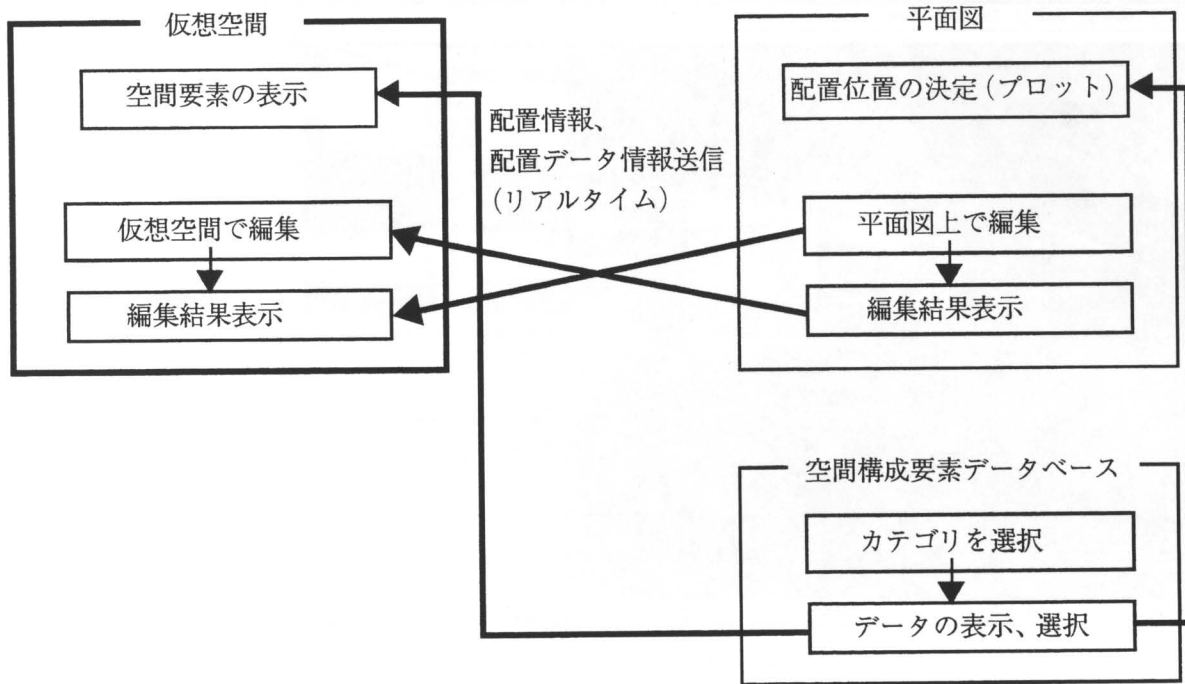 仮想空間
空間要素の表示
仮想空間で編集
編集結果表示
配置情報、
配置データ情報送信
(リアルタイム)
平面図
配置位置の決定(プロット)
平面図上で編集
編集結果表示
空間構成要素データベース
カテゴリを選択
データの表示、選択